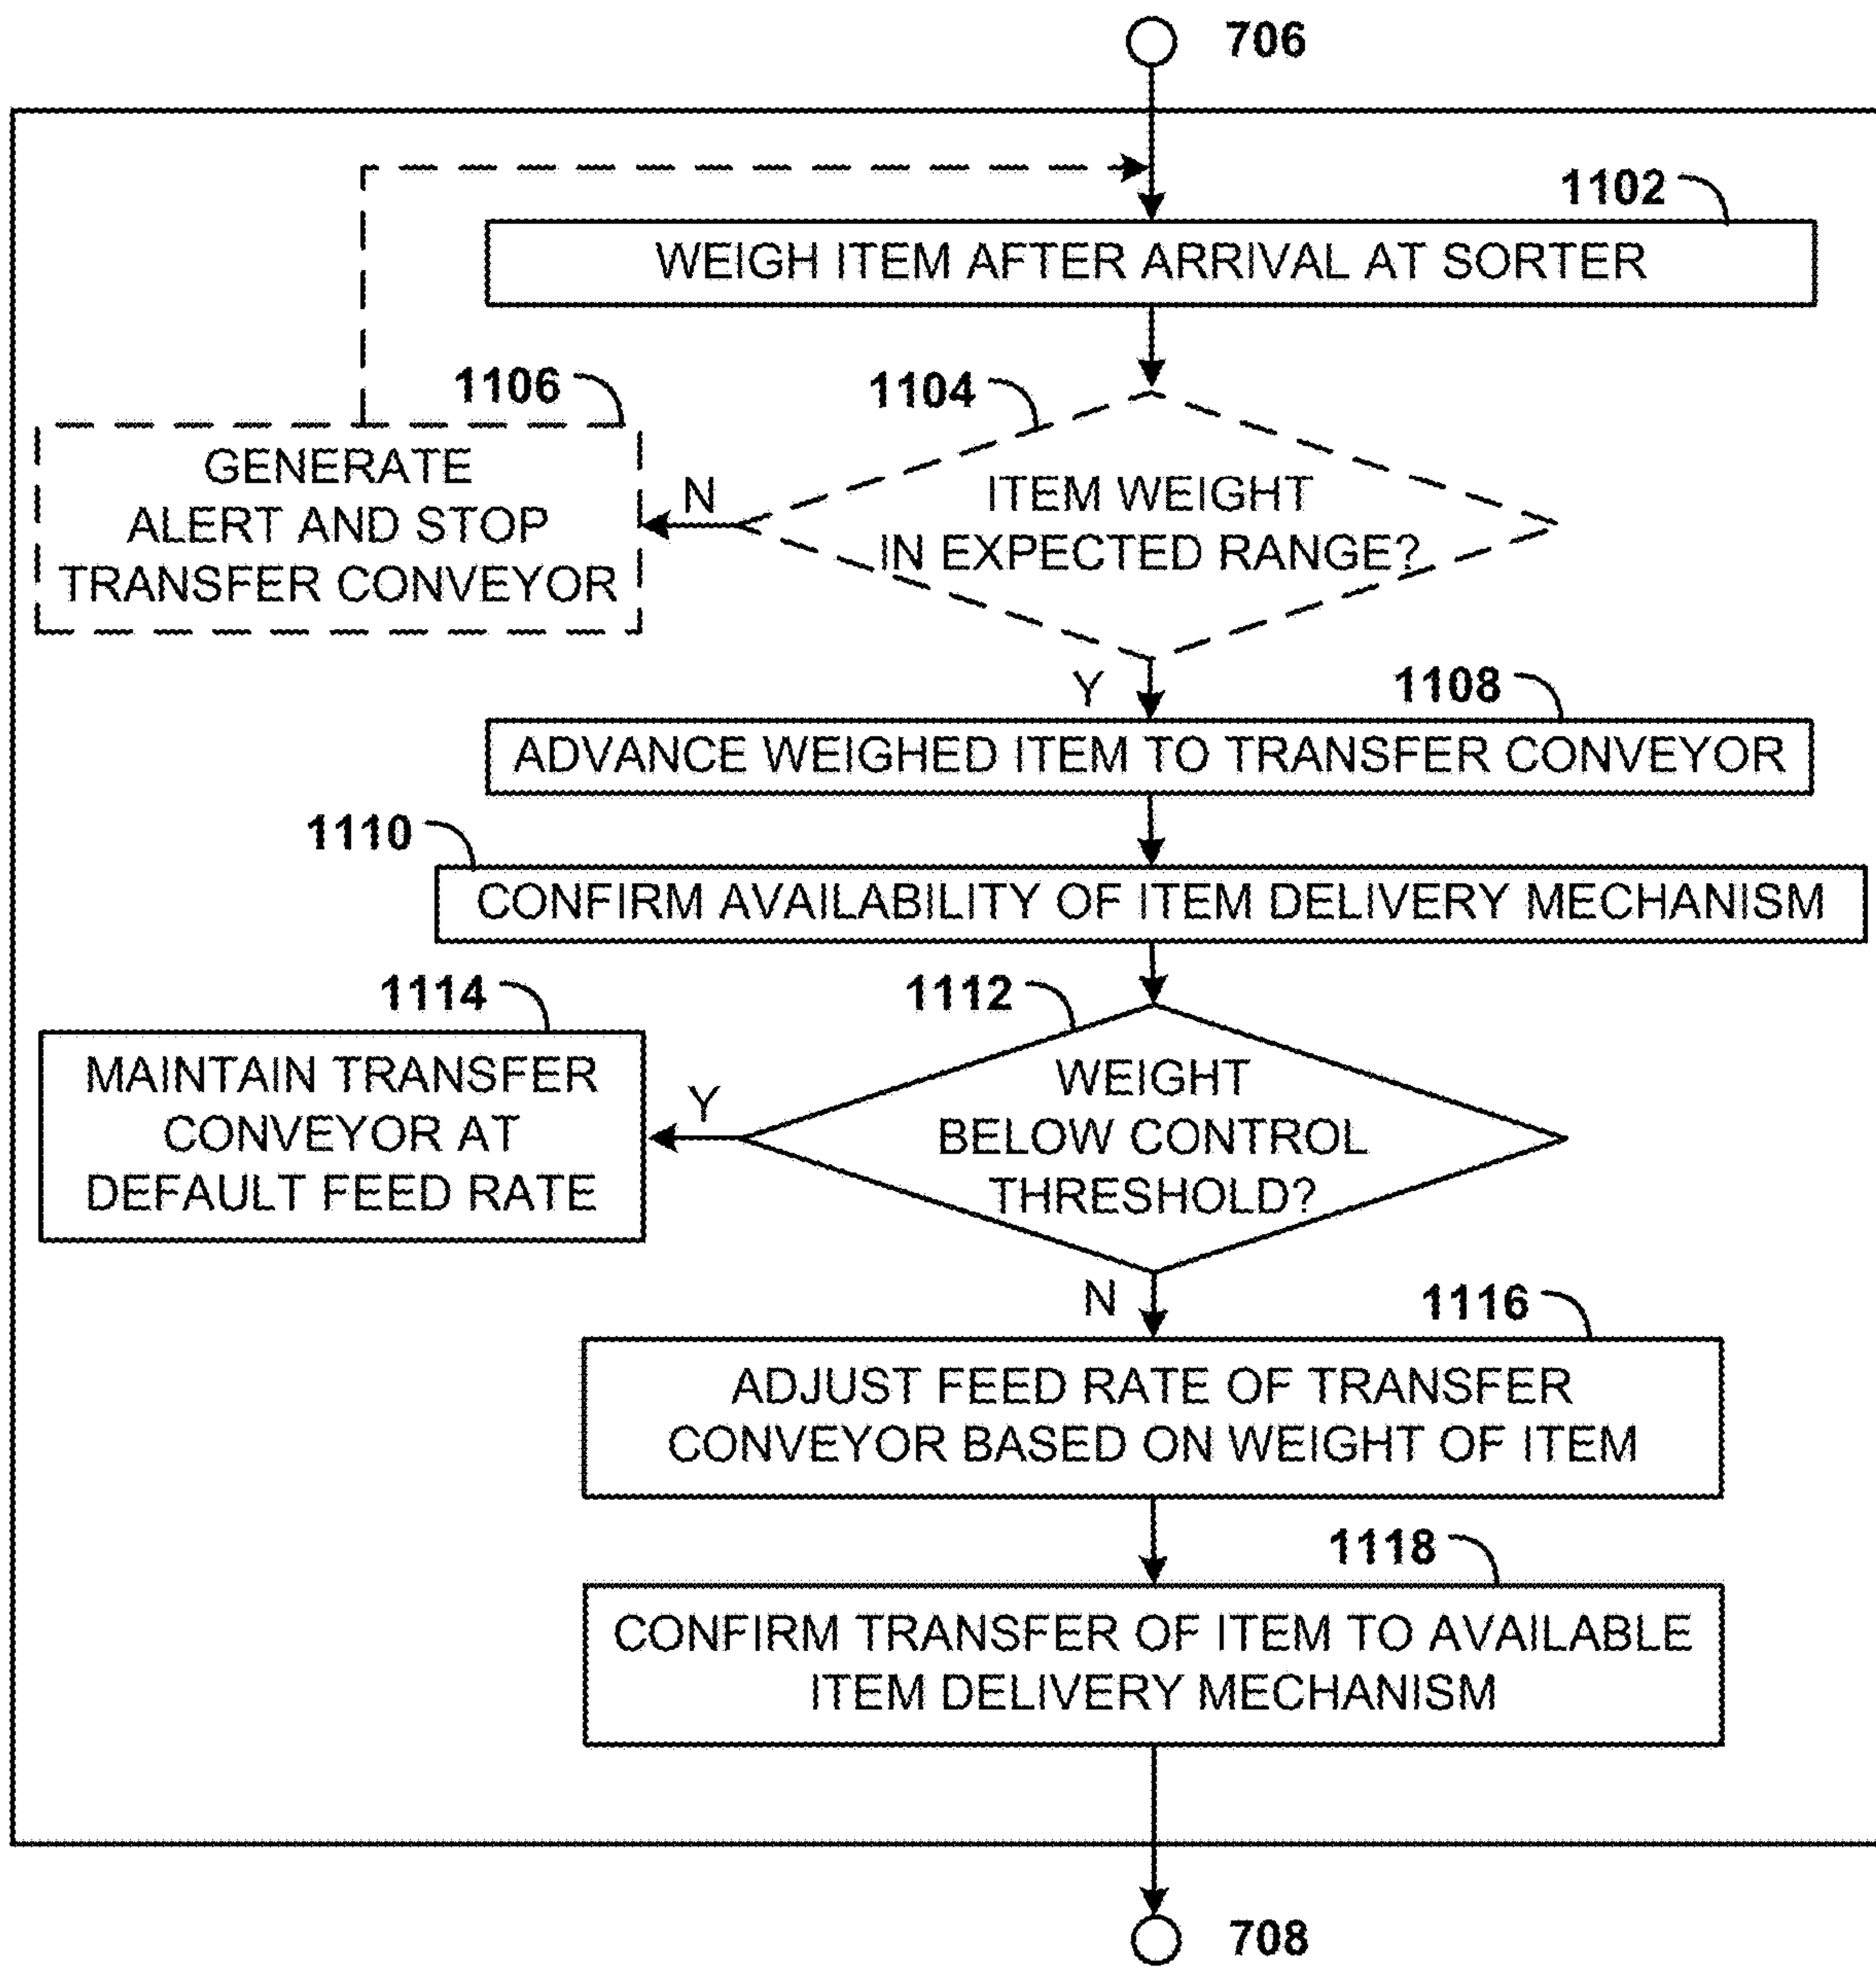 706
1102
WEIGH ITEM AFTER ARRIVAL AT SORTER
1106
1104
GENERATE
ALERT AND STOP
TRANSFER CONVEYOR
N
ITEM WEIGHT
IN EXPECTED RANGE?
Y
1108
ADVANCE WEIGHED ITEM TO TRANSFER CONVEYOR
1110
CONFIRM AVAILABILITY OF ITEM DELIVERY MECHANISM
1114
1112
MAINTAIN TRANSFER
CONVEYOR AT
DEFAULT FEED RATE
Y
WEIGHT
BELOW CONTROL
THRESHOLD?
N
1116
ADJUST FEED RATE OF TRANSFER
CONVEYOR BASED ON WEIGHT OF ITEM
1118
CONFIRM TRANSFER OF ITEM TO AVAILABLE
ITEM DELIVERY MECHANISM
708